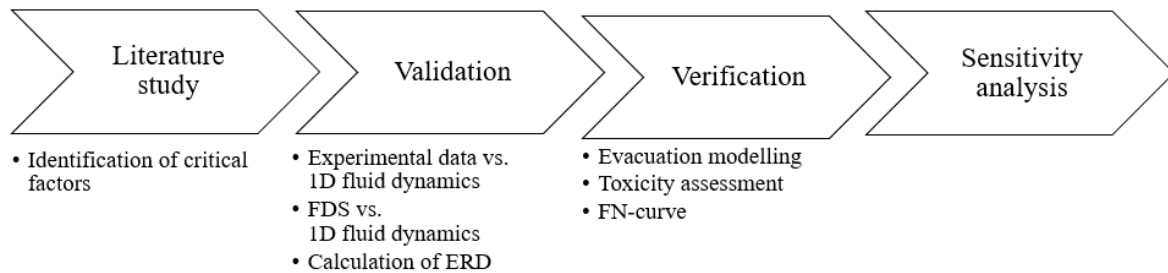 Literature
study
Validation
Verification
Sensitivity
analysis
• Identification of critical
factors
• Experimental data vs.
1D fluid dynamics
• FDS vs.
1D fluid dynamics
• Calculation of ERD
• Evacuation modelling
• Toxicity assessment
• FN-curve